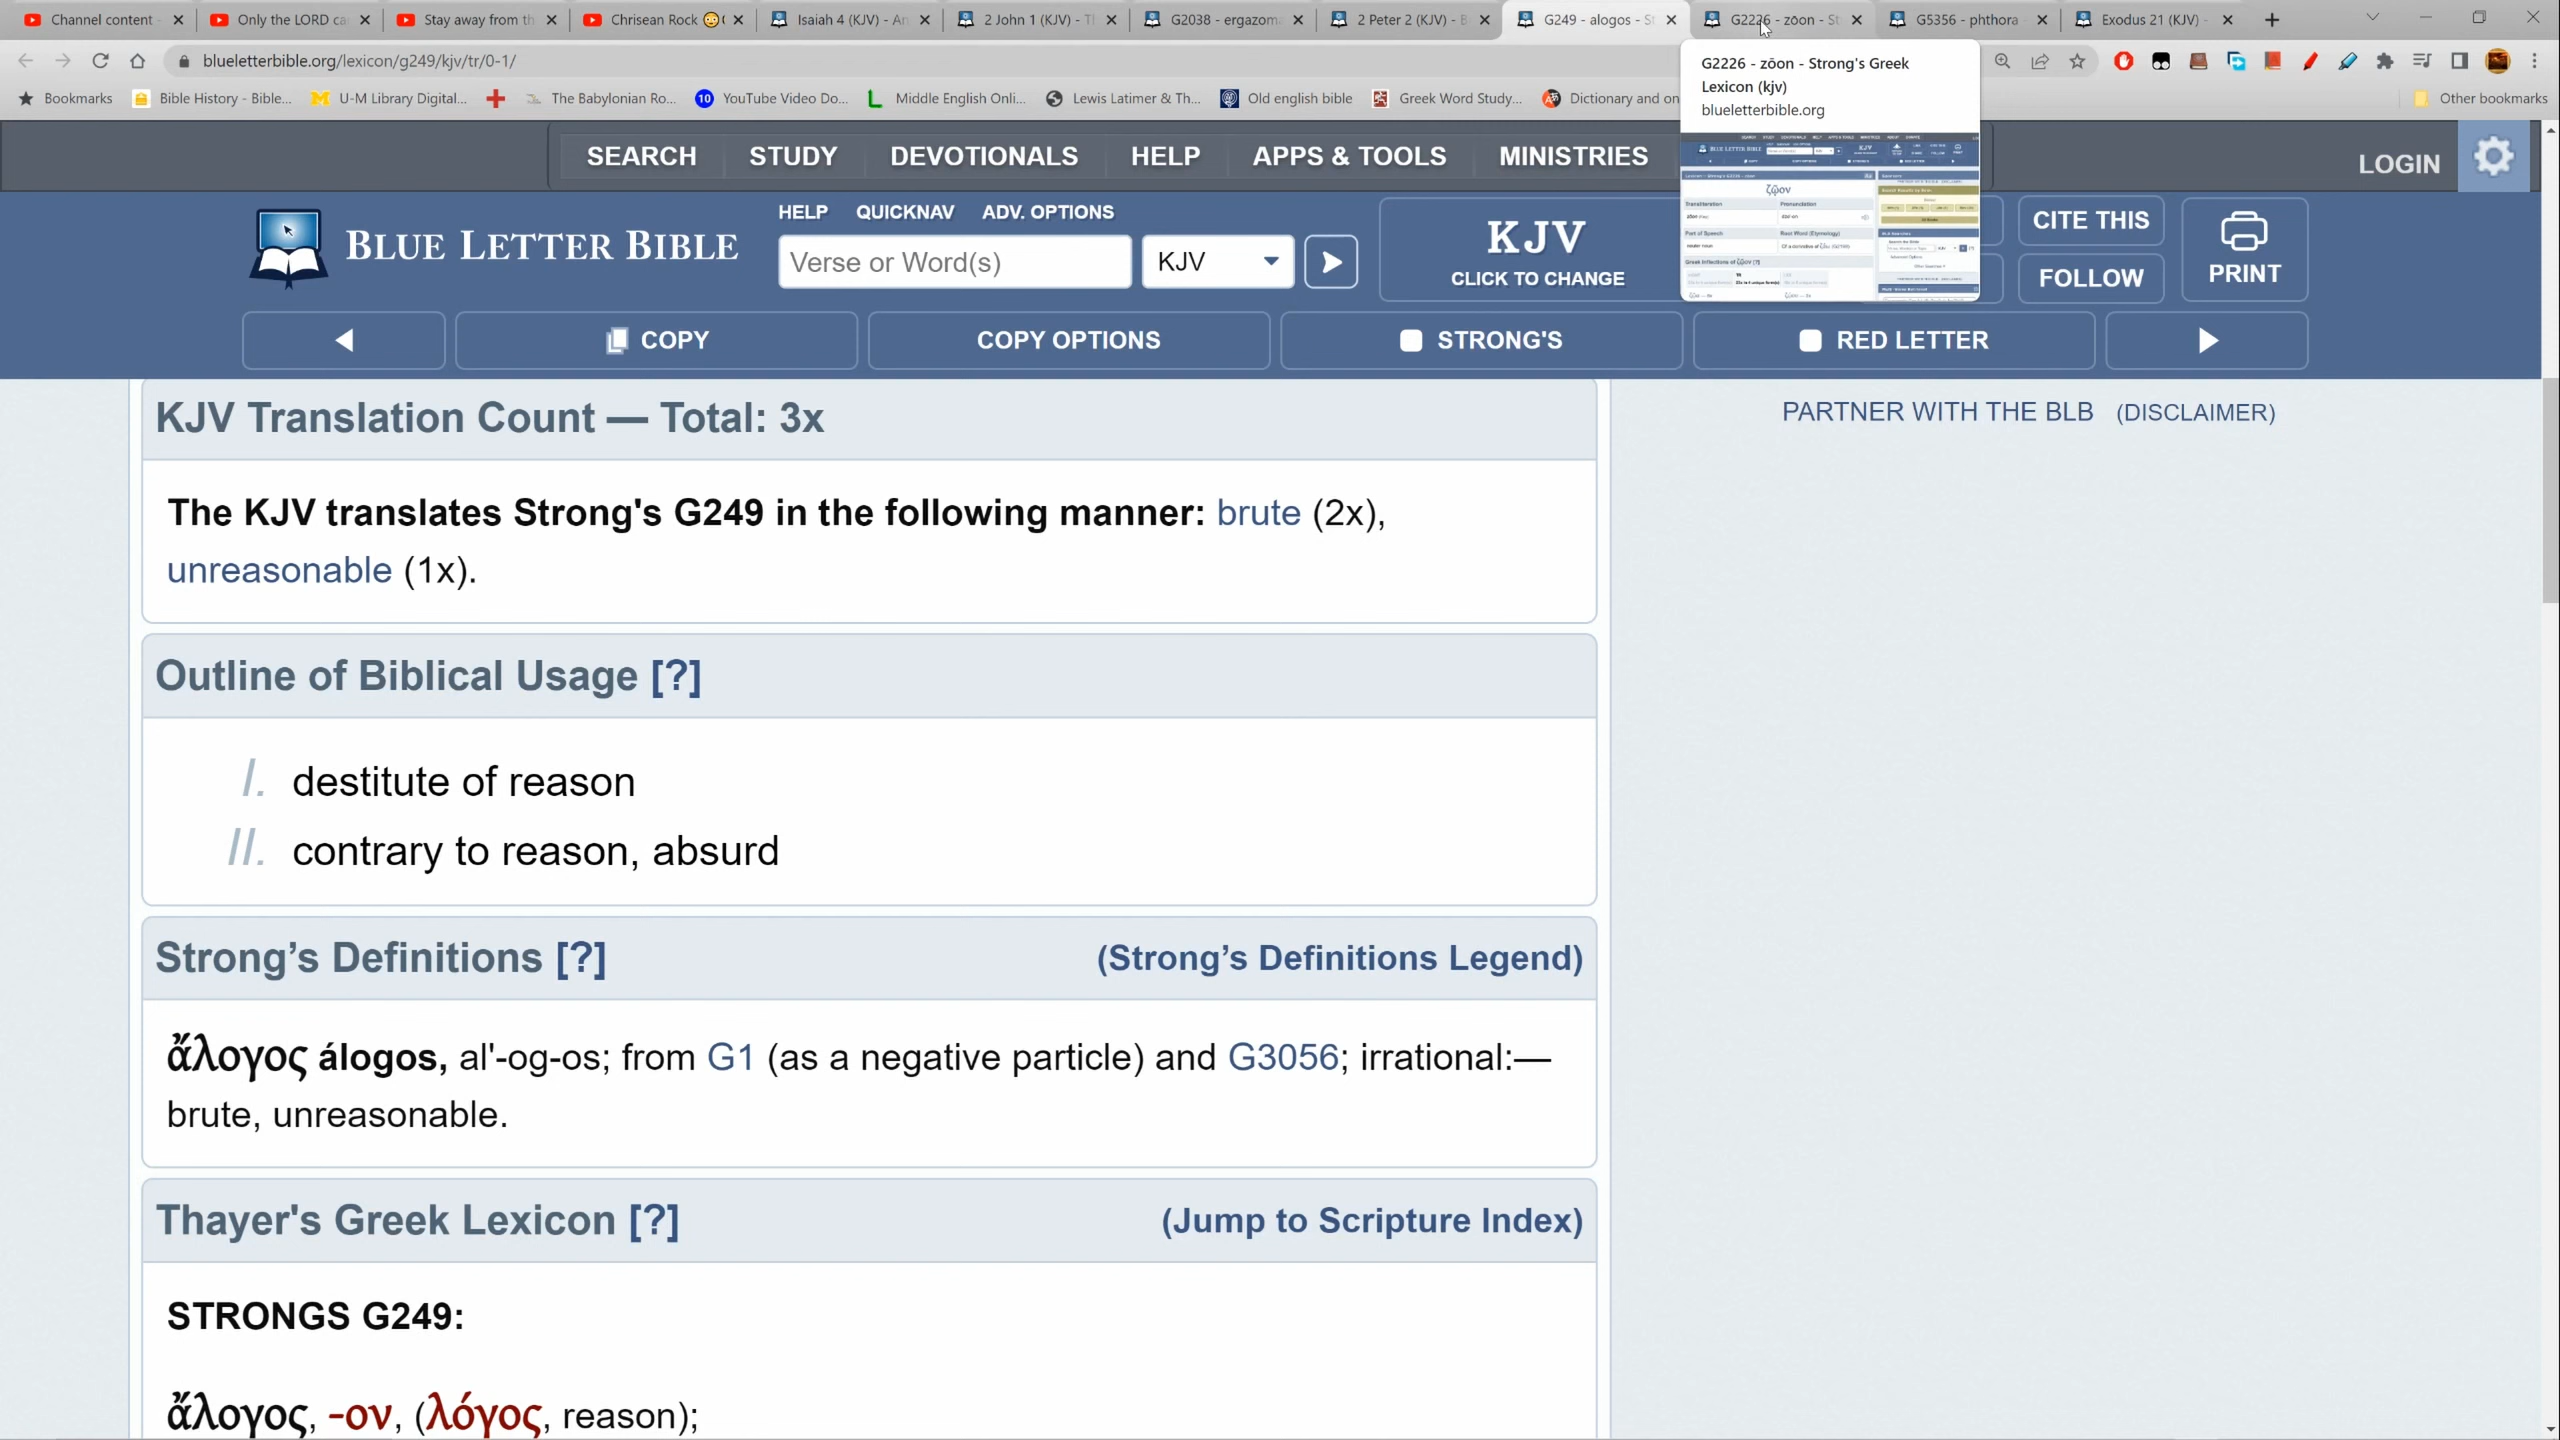 Channel content
Only the LORD ca
Stay away from th
Chrisean Rock
Isaiah 4 (KJV) - An
2 John 1 (KJV) - Th
G2038 - ergazoma
2 Peter 2 (KJV) - B
G249 - alogos - St
G2226 - zōon - St
G5356 - phthora
Exodus 21 (KJV) -
blueletterbible.org/lexicon/g249/kjv/tr/0-1/
Bookmarks
Bible History - Bible...
U-M Library Digital...
The Babylonian Ro...
10 YouTube Video Do...
Middle English Onli...
Lewis Latimer & Th...
Old english bible
Greek Word Study...
Dictionary and on
Other bookmarks
G2226 - zōon - Strong's Greek
Lexicon (kjv)
blueletterbible.org
SEARCH STUDY DEVOTIONALS HELP APPS & TOOLS MINISTRIES
LOGIN
BLUE LETTER BIBLE
HELP QUICKNAV ADV. OPTIONS
Verse or Word(s)
KJV
KJV
CLICK TO CHANGE
CITE THIS
FOLLOW
PRINT
COPY
COPY OPTIONS
STRONG'S
RED LETTER
KJV Translation Count — Total: 3x
PARTNER WITH THE BLB (DISCLAIMER)
The KJV translates Strong's G249 in the following manner: brute (2x),
unreasonable (1x).
Outline of Biblical Usage [?]
I. destitute of reason
II. contrary to reason, absurd
Strong’s Definitions [?] (Strong’s Definitions Legend)
ἄλογος álogos, al'-og-os; from G1 (as a negative particle) and G3056; irrational:—
brute, unreasonable.
Thayer's Greek Lexicon [?] (Jump to Scripture Index)
STRONGS G249:
ἄλογος, -ον, (λόγος, reason);